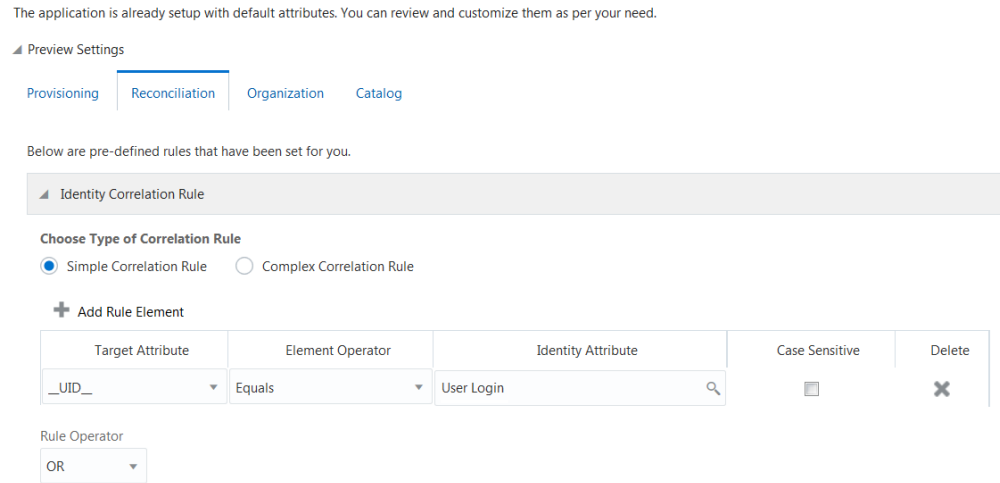 The application is already setup with default attributes. You can review and customize them as per your need.
Preview Settings
Provisioning Reconciliation Organization Catalog
Below are pre-defined rules that have been set for you.
Identity Correlation Rule
Choose Type of Correlation Rule
Simple Correlation Rule Complex Correlation Rule
Add Rule Element
Target Attribute Element Operator Identity Attribute Case Sensitive Delete
__UID__ Equals User Login
Rule Operator
OR